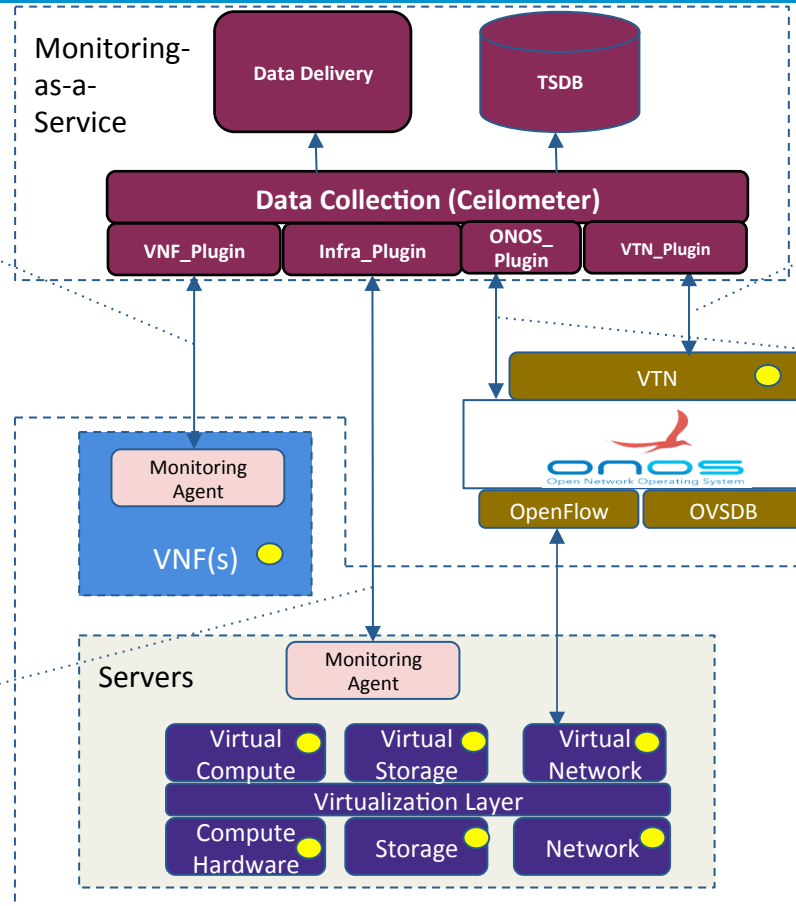 Monitoring-
as-a-
Service
Data Delivery
TSDB
Data Collection (Ceilometer)
VNF_Plugin
Infra_Plugin
ONOS_
Plugin
VTN_Plugin
VTN
onos
Open Network Operating System
OpenFlow
OVSDB
Monitoring
Agent
VNF(s)
Servers
Monitoring
Agent
Virtual
Compute
Virtual
Storage
Virtual
Network
Virtualization Layer
Compute
Hardware
Storage
Network